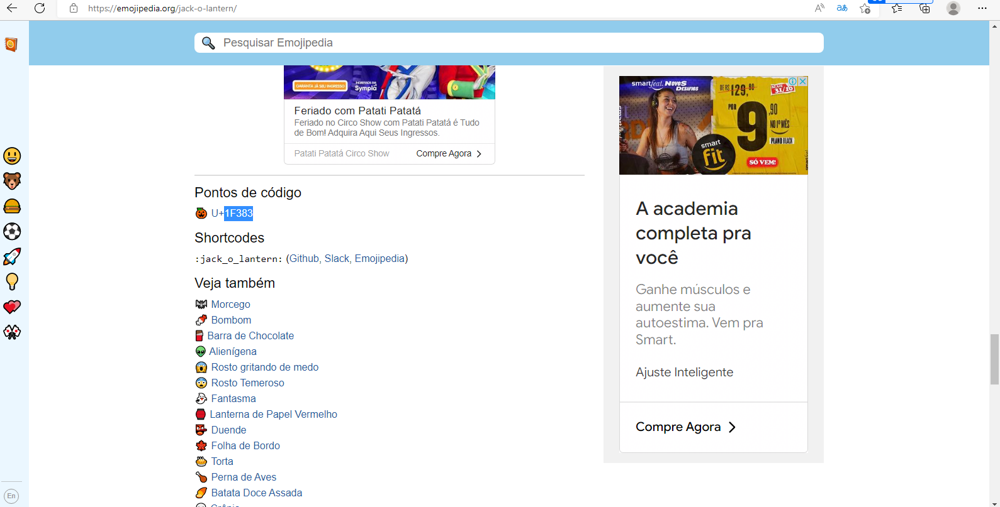 https://emojipedia.org/jack-o-lantern/
Pesquisar Emojipedia
GARANTA JÁ SEU INGRESSO
INGRESSOS EM
Sympla
Feriado com Patati Patatá
Feriado no Circo Show com Patati Patatá é Tudo
de Bom! Adquira Aqui Seus Ingressos.
Patati Patatá Circo Show
Compre Agora
Pontos de código
U+1F383
Shortcodes
:jack_o_lantern: (Github, Slack, Emojipedia)
Veja também
Morcego
Bombom
Barra de Chocolate
Alienígena
Rosto gritando de medo
Rosto Temeroso
Fantasma
Lanterna de Papel Vermelho
Duende
Folha de Bordo
Torta
Perna de Aves
Batata Doce Assada
Crânio
En
smartfeat. NOVOS
DESAFIOS
DE R$ 129,90
SÓ ATÉ
31/10
POR
R$
9,90
NO 1º MÊS
PLANO BLACK
smart
fit
SÓ VEM!
A academia
completa pra
você
Ganhe músculos e
aumente sua
autoestima. Vem pra
Smart.
Ajuste Inteligente
Compre Agora